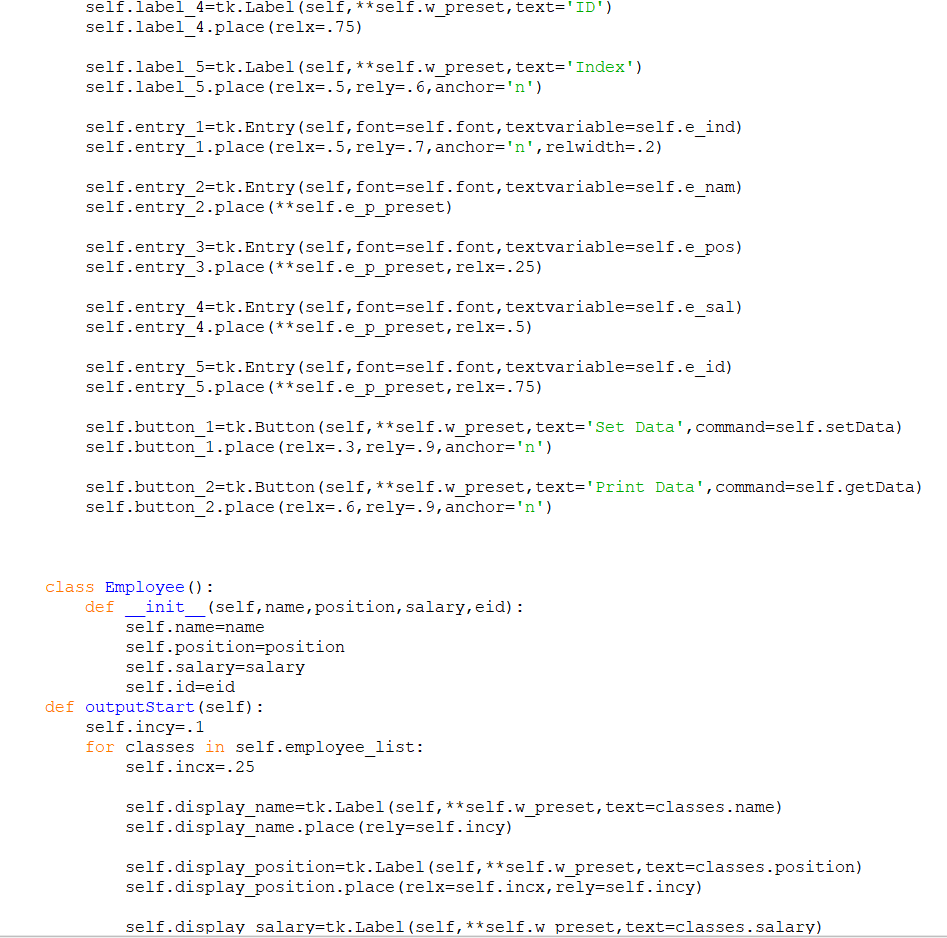 self.label_4=tk.Label(self,**self.w_preset,text='ID')
self.label_4.place(relx=.75)
self.label_5=tk.Label(self,**self.w_preset,text='Index')
self.label_5.place(relx=.5,rely=.6,anchor='n')
self.entry_1=tk.Entry(self,font=self.font,textvariable=self.e_ind)
self.entry_1.place(relx=.5,rely=.7,anchor='n',relwidth=.2)
self.entry_2=tk.Entry(self,font=self.font,textvariable=self.e_nam)
self.entry_2.place(**self.e_p_preset)
self.entry_3=tk.Entry(self,font=self.font,textvariable=self.e_pos)
self.entry_3.place(**self.e_p_preset,relx=.25)
self.entry_4=tk.Entry(self,font=self.font,textvariable=self.e_sal)
self.entry_4.place(**self.e_p_preset,relx=.5)
self.entry_5=tk.Entry(self,font=self.font,textvariable=self.e_id)
self.entry_5.place(**self.e_p_preset,relx=.75)
self.button_1=tk.Button(self,**self.w_preset,text='Set Data',command=self.setData)
self.button_1.place(relx=.3,rely=.9,anchor='n')
self.button_2=tk.Button(self,**self.w_preset,text='Print Data',command=self.getData)
self.button_2.place(relx=.6,rely=.9,anchor='n')
class Employee():
def __init__(self,name,position,salary,eid):
self.name=name
self.position=position
self.salary=salary
self.id=eid
def outputStart(self):
self.incy=.1
for classes in self.employee_list:
self.incx=.25
self.display_name=tk.Label(self,**self.w_preset,text=classes.name)
self.display_name.place(rely=self.incy)
self.display_position=tk.Label(self,**self.w_preset,text=classes.position)
self.display_position.place(relx=self.incx,rely=self.incy)
self.display_salary=tk.Label(self,**self.w_preset,text=classes.salary)